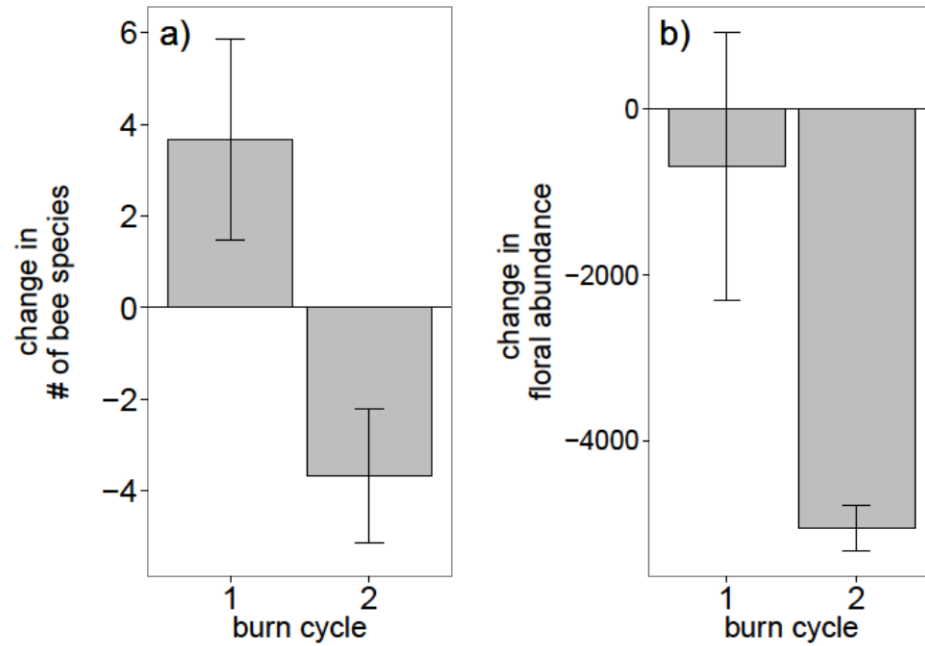 a)
change in
# of bee species
6
4
2
0
−2
−4
1 2
burn cycle
b)
change in
floral abundance
0
−2000
−4000
1 2
burn cycle